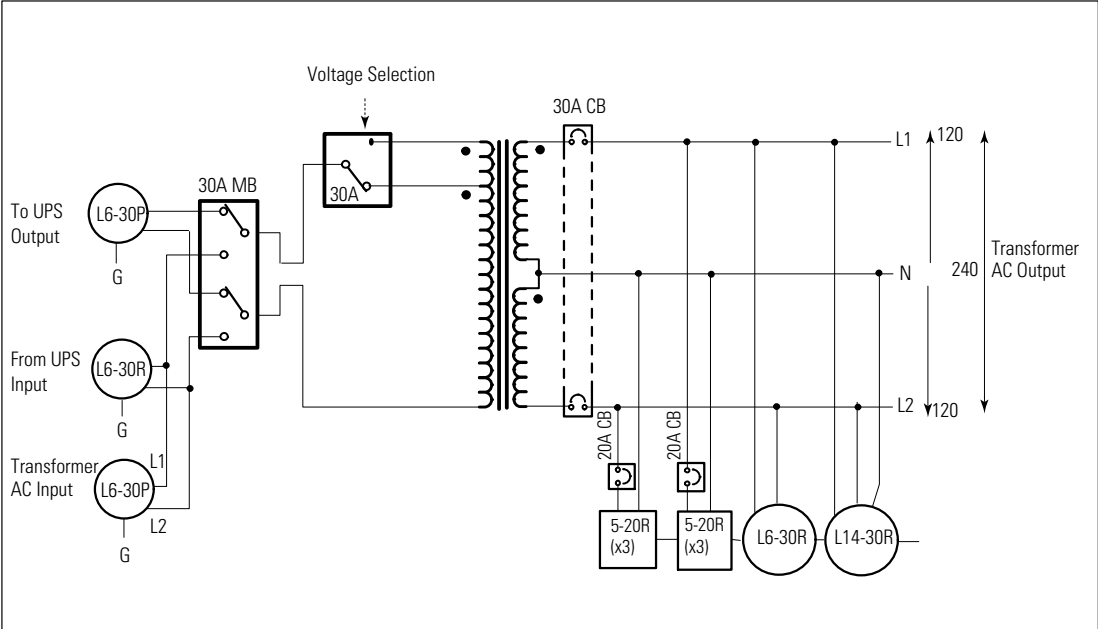 Voltage Selection
30A CB
L1
120
30A MB
30A
To UPS
Output
L6-30P
G
N
240
Transformer
AC Output
From UPS
Input
L6-30R
G
L2
120
20A CB
20A CB
Transformer
AC Input
L6-30P
L1
L2
G
5-20R
(x3)
5-20R
(x3)
L6-30R
L14-30R